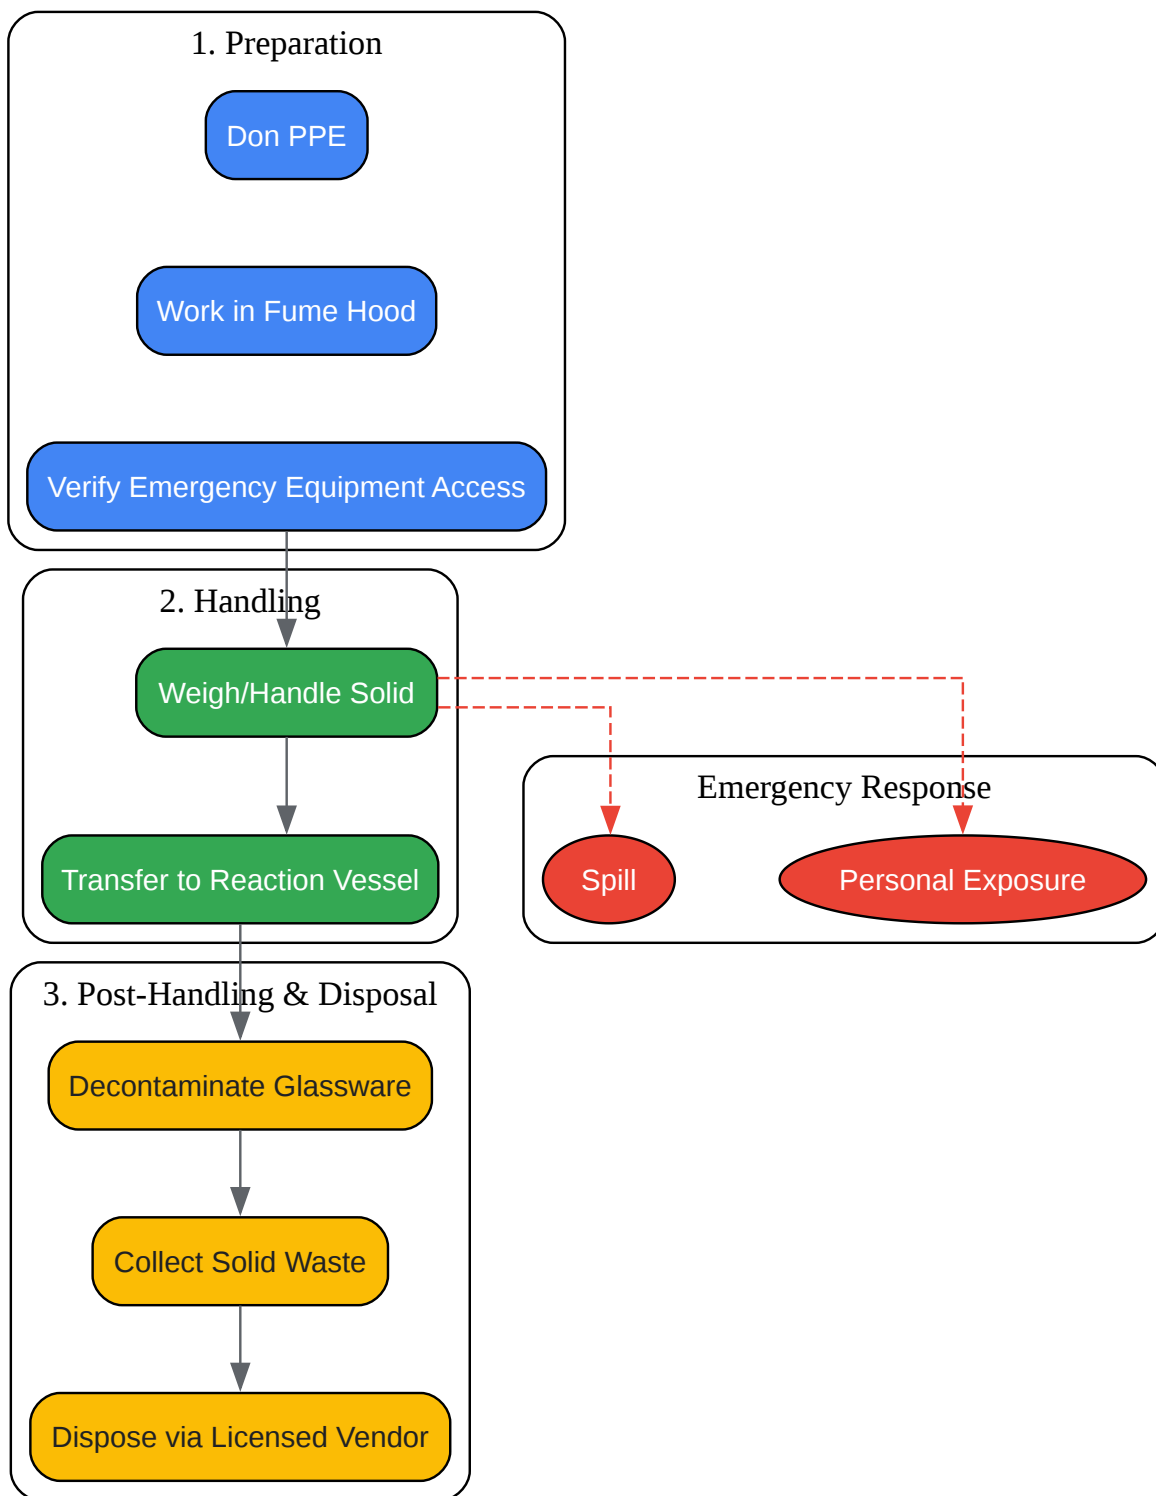 1. Preparation
Don PPE
Work in Fume Hood
Verify Emergency Equipment Access
2. Handling
Weigh/Handle Solid
Transfer to Reaction Vessel
Emergency Response
Spill
Personal Exposure
3. Post-Handling & Disposal
Decontaminate Glassware
Collect Solid Waste
Dispose via Licensed Vendor